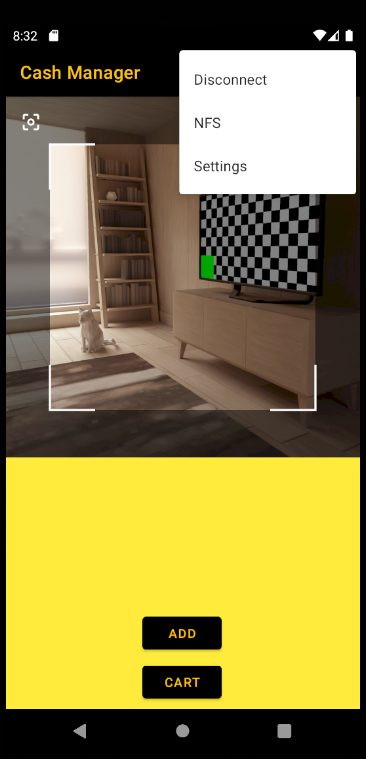 8:32
Cash Manager
Disconnect
NFS
Settings
ADD
CART